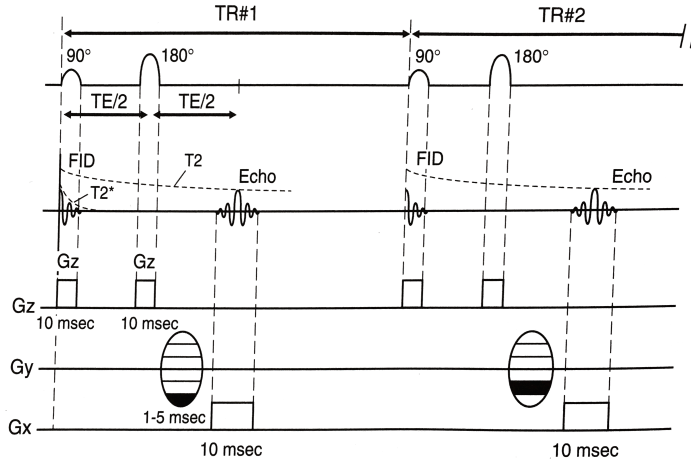 TR#1 TR#2
90° 180° 90° 180°
TE/2 TE/2
FID T2 Echo FID Echo
T2*
Gz Gz
Gz
10 msec 10 msec
Gy
1-5 msec
Gx
10 msec 10 msec